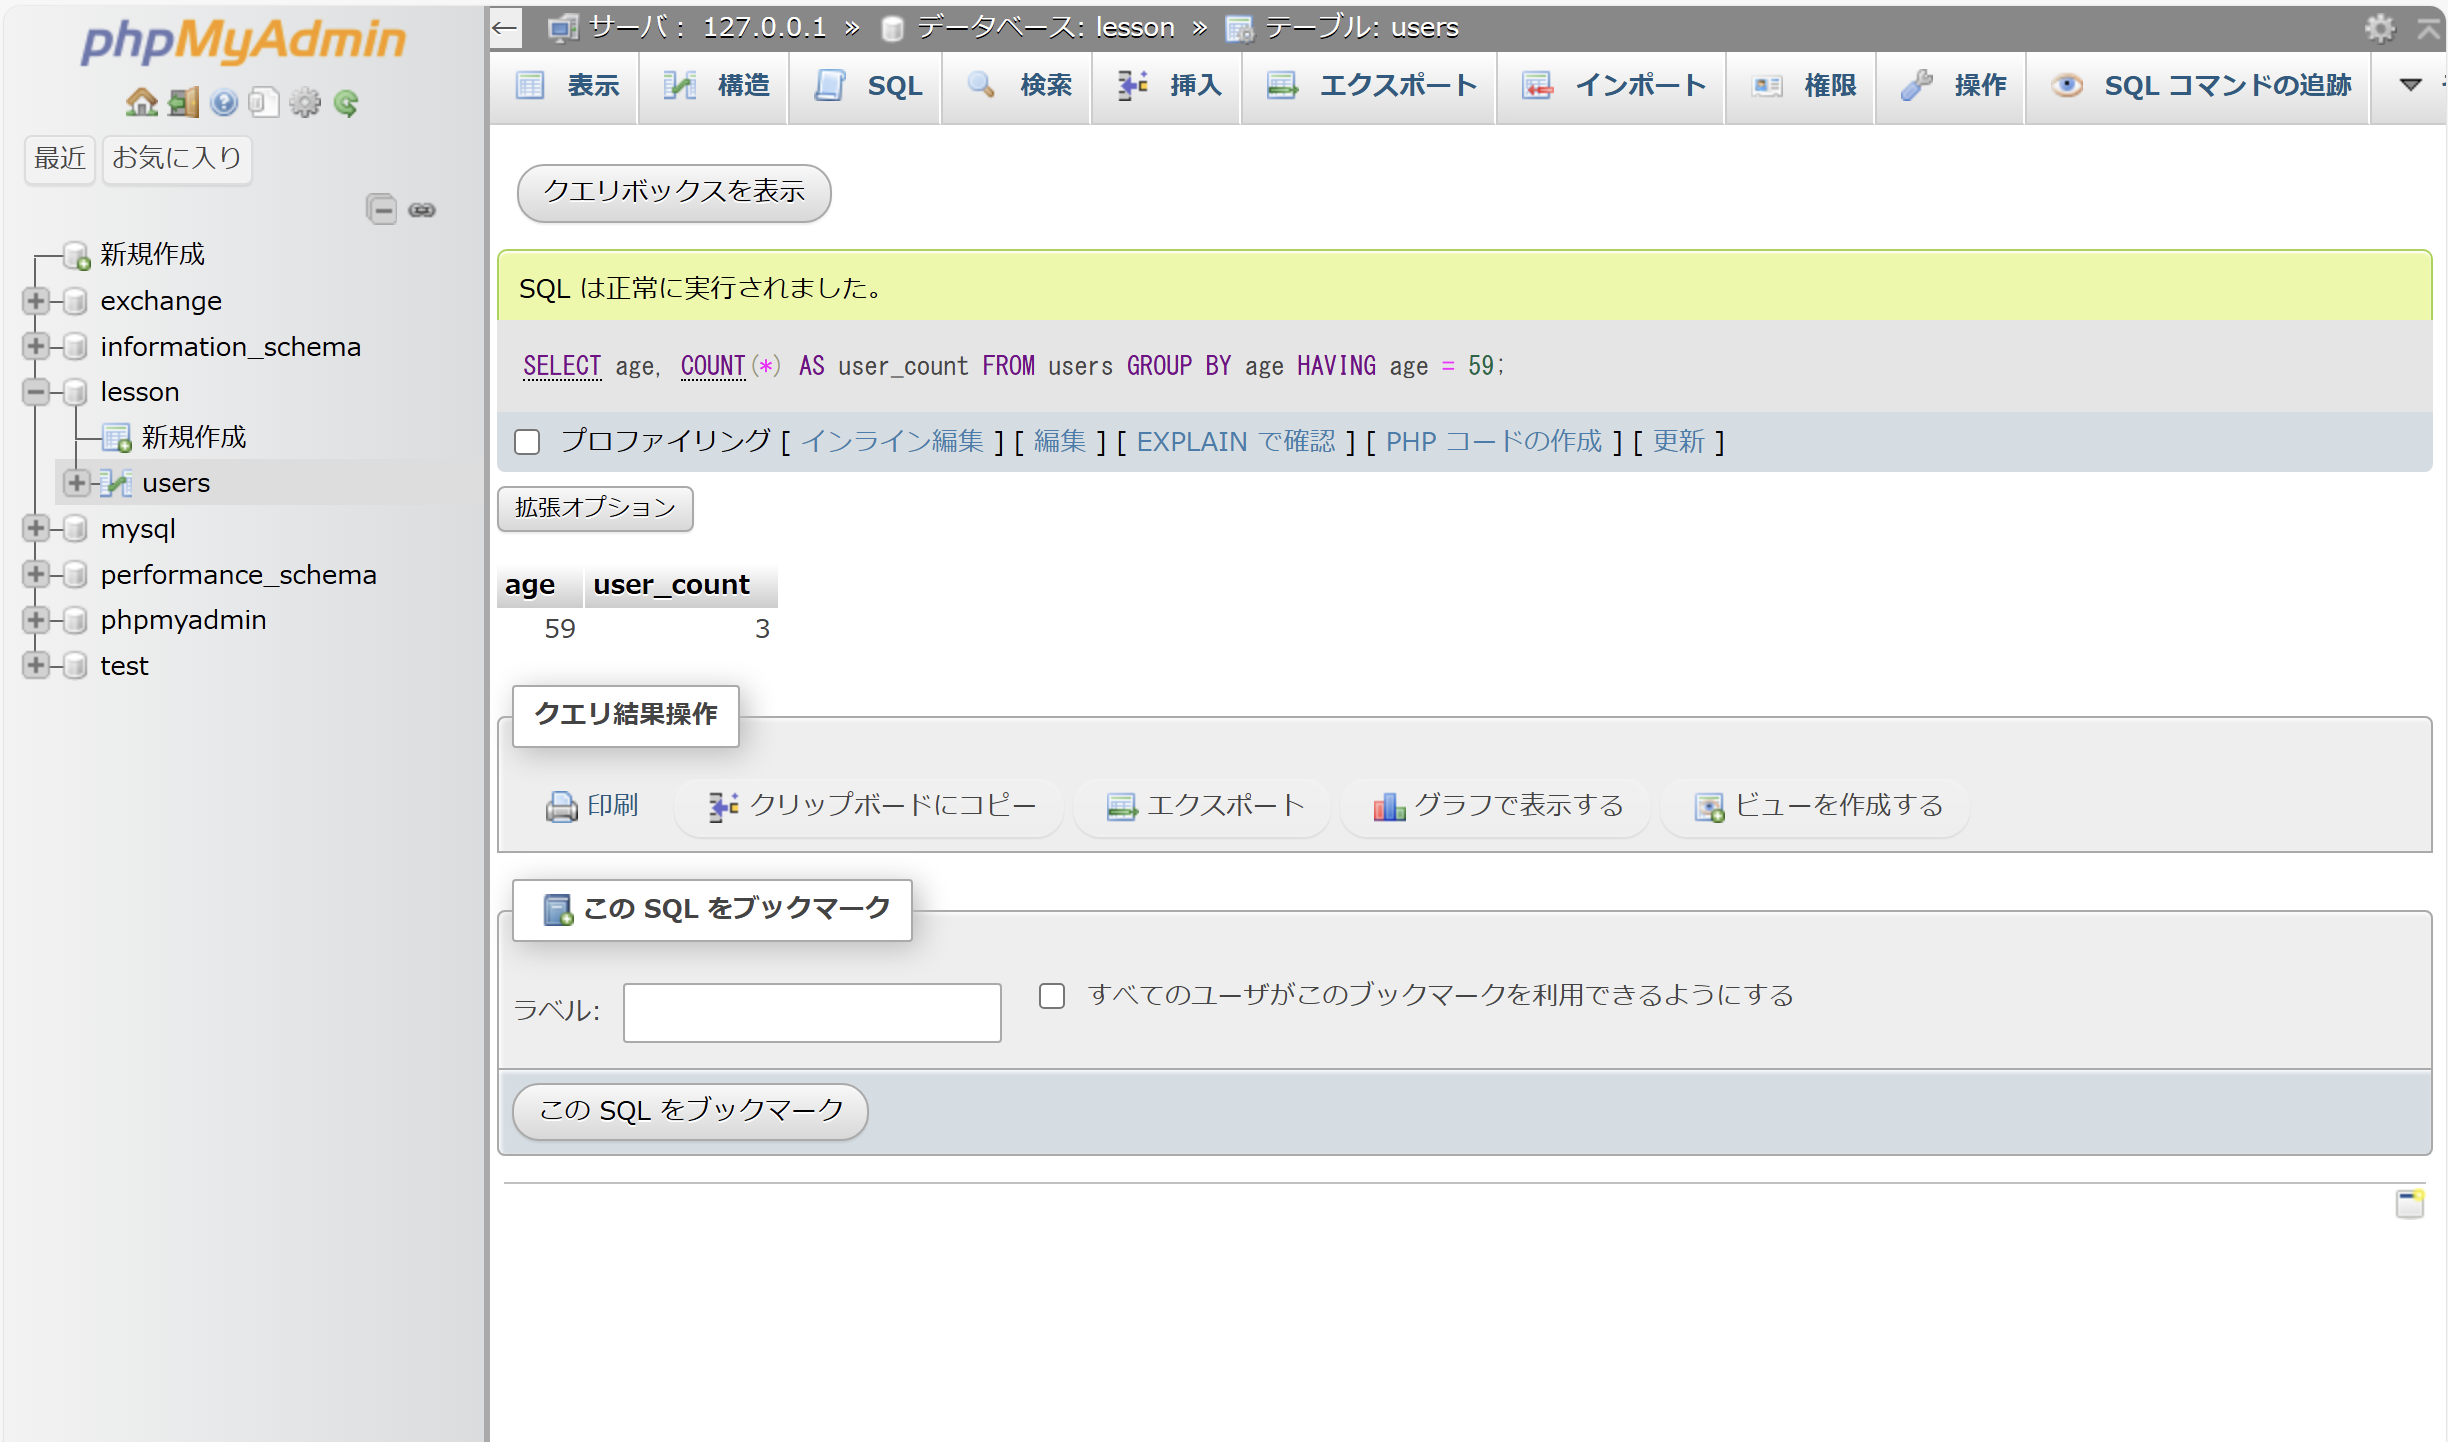 phpMyAdmin
最近 お気に入り
新規作成
exchange
information_schema
lesson
新規作成
users
mysql
performance_schema
phpmyadmin
test
← サーバ: 127.0.0.1 » データベース: lesson » テーブル: users
表示 構造 SQL 検索 挿入 エクスポート インポート 権限 操作 SQL コマンドの追跡
クエリボックスを表示
SQL は正常に実行されました。
SELECT age, COUNT(*) AS user_count FROM users GROUP BY age HAVING age = 59;
プロファイリング [ インライン編集 ] [ 編集 ] [ EXPLAIN で確認 ] [ PHP コードの作成 ] [ 更新 ]
拡張オプション
age user_count
59 3
クエリ結果操作
印刷 クリップボードにコピー エクスポート グラフで表示する ビューを作成する
この SQL をブックマーク
ラベル: すべてのユーザがこのブックマークを利用できるようにする
この SQL をブックマーク